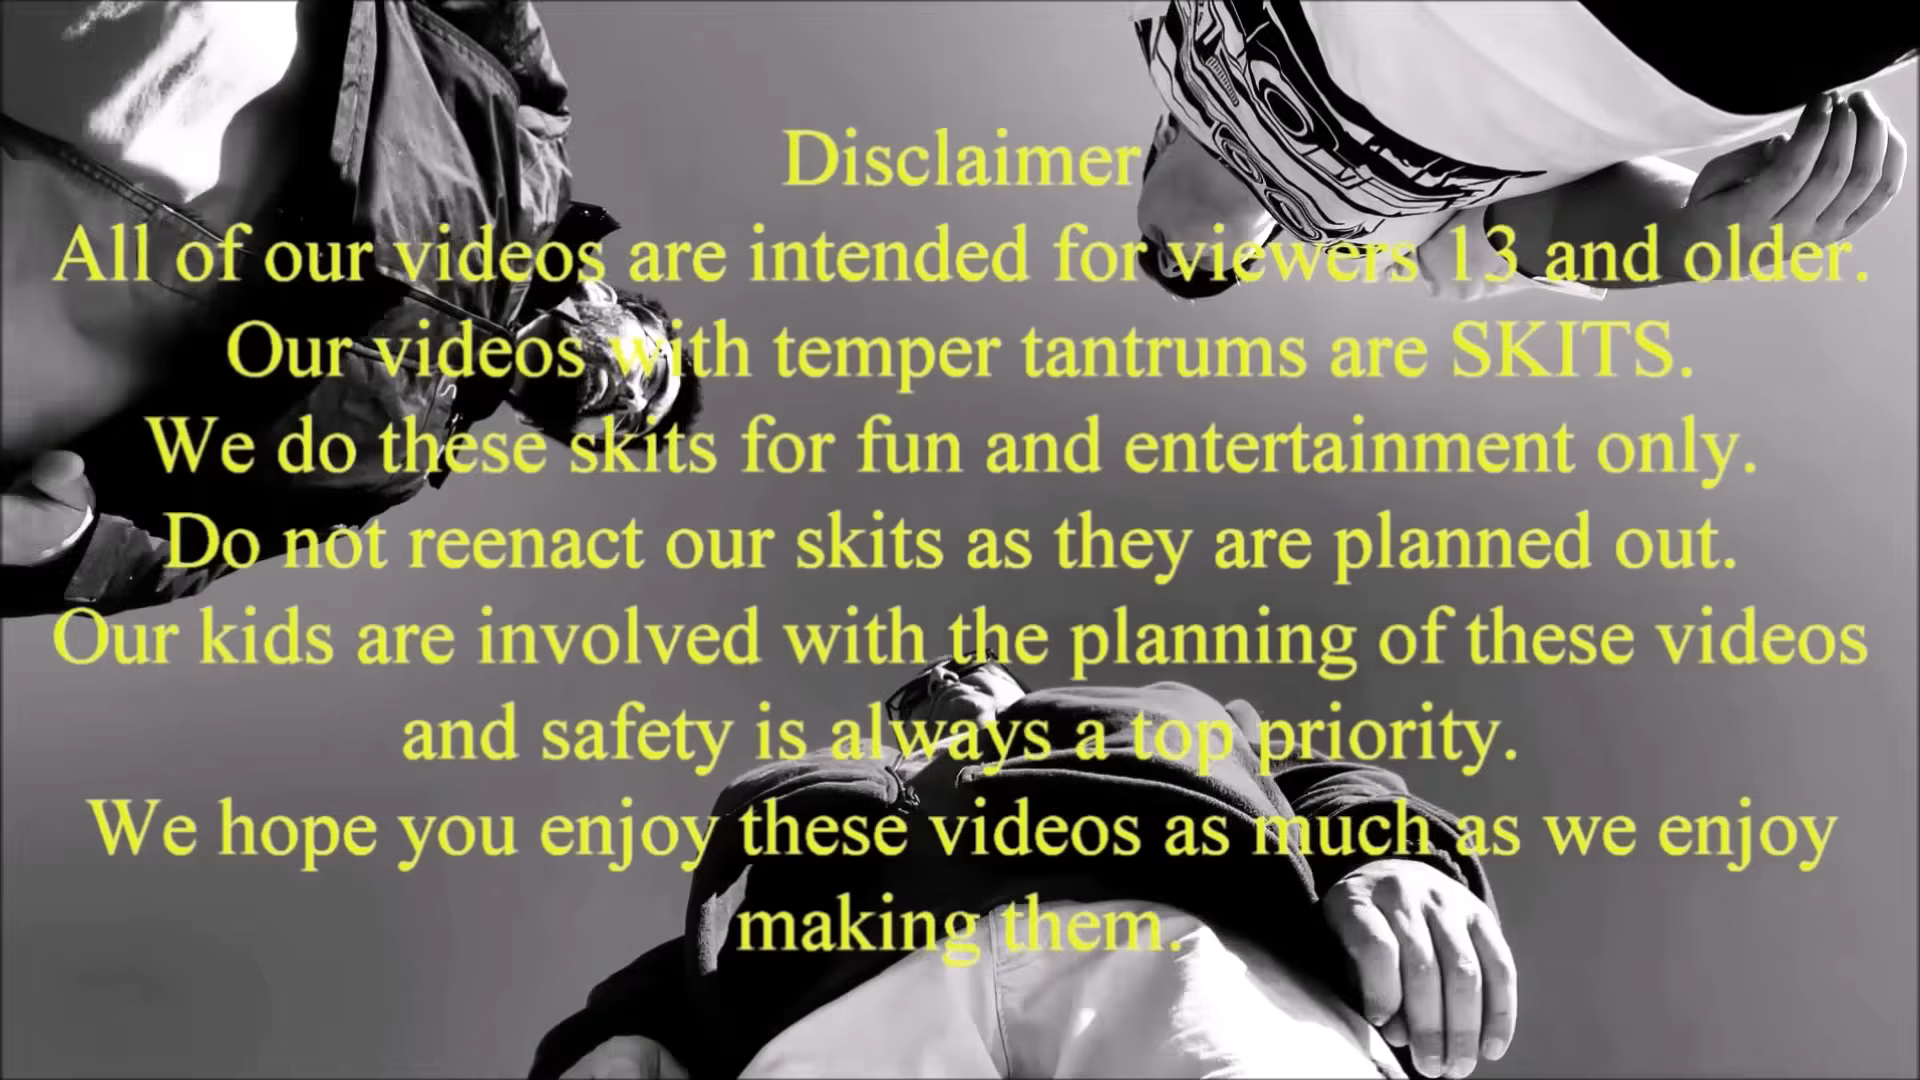 Disclaimer
All of our videos are intended for viewers 13 and older.
Our videos with temper tantrums are SKITS.
We do these skits for fun and entertainment only.
Do not reenact our skits as they are planned out.
Our kids are involved with the planning of these videos
and safety is always a top priority.
We hope you enjoy these videos as much as we enjoy
making them.